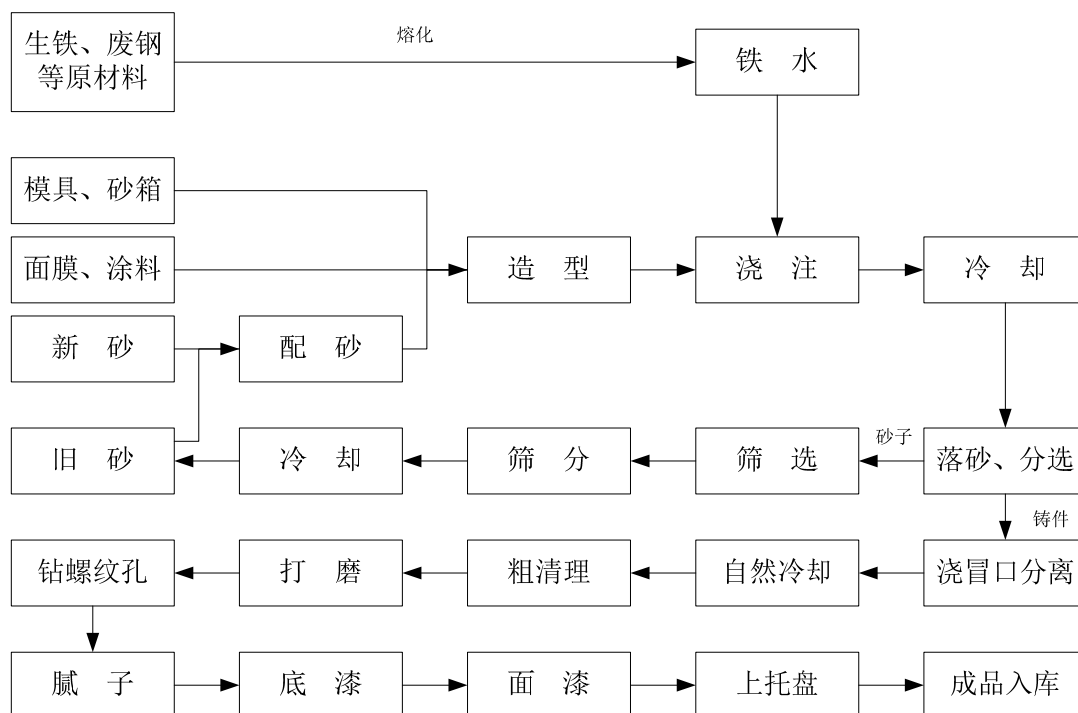 生铁、废钢
等原材料
熔化
铁 水
模具、砂箱
面膜、涂料
造 型
浇 注
冷 却
新 砂
配 砂
旧 砂
冷 却
筛 分
筛 选
砂子
落砂、分选
铸件
钻螺纹孔
打 磨
粗清理
自然冷却
浇冒口分离
腻 子
底 漆
面 漆
上托盘
成品入库